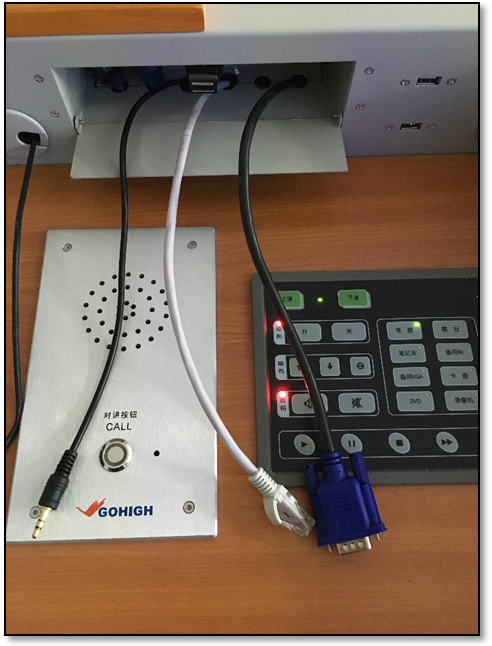 对讲按钮
CALL
GOHIGH
上课
下课
开
关
电脑
展台
笔记本
备用AV
备用VGA
卡座
DVD
录像机